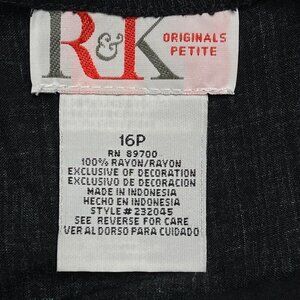 R&K ORIGINALS
PETITE
16P
RN 89700
100% RAYON/RAYON
EXCLUSIVE OF DECORATION
EXCLUSIVO DE DECORACION
MADE IN INDONESIA
HECHO EN INDONESIA
STYLE# 232045
SEE REVERSE FOR CARE
VER AL DORSO PARA CUIDADO